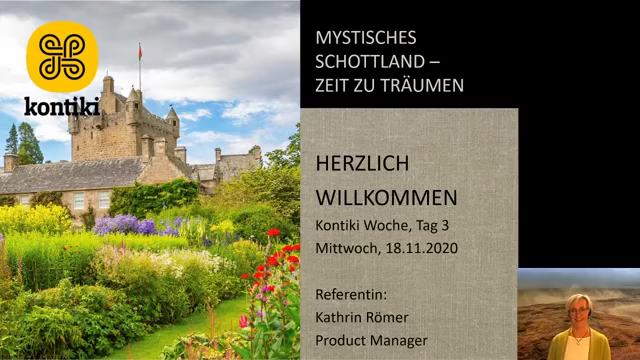 kontiki
MYSTISCHES
SCHOTTLAND –
ZEIT ZU TRÄUMEN
HERZLICH
WILLKOMMEN
Kontiki Woche, Tag 3
Mittwoch, 18.11.2020
Referentin:
Kathrin Römer
Product Manager